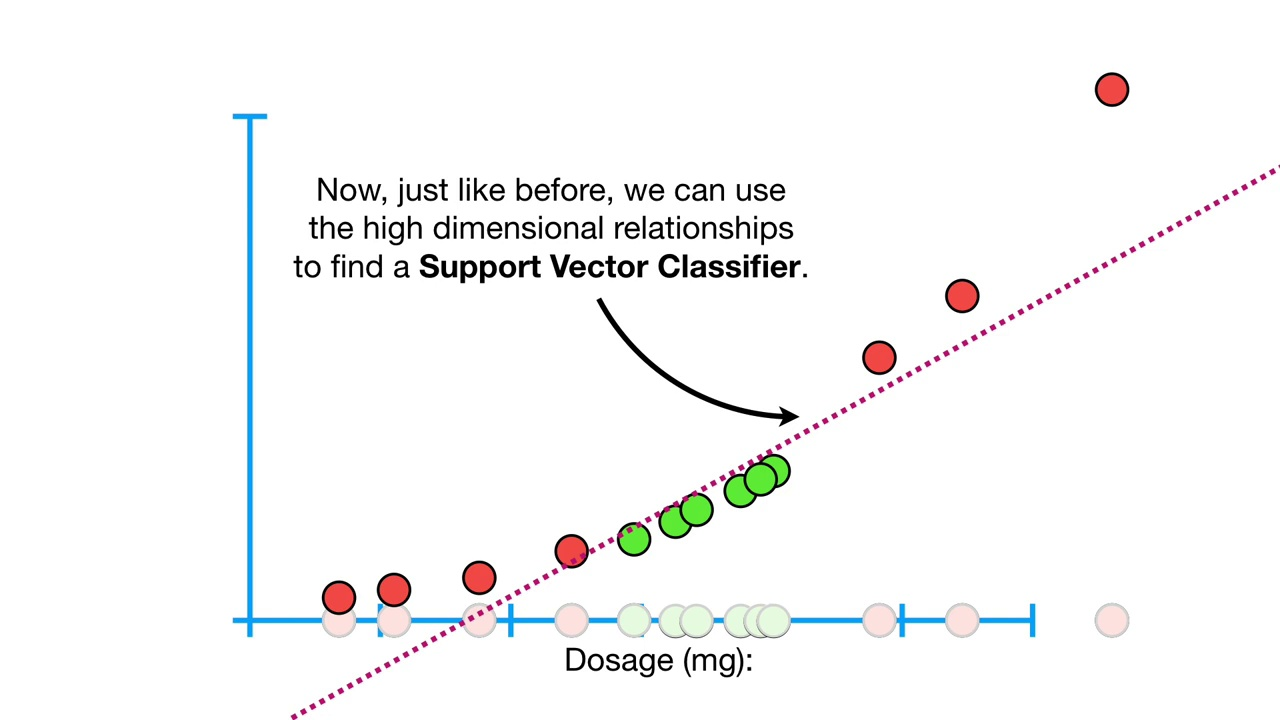 Now, just like before, we can use
the high dimensional relationships
to find a Support Vector Classifier.
Dosage (mg):